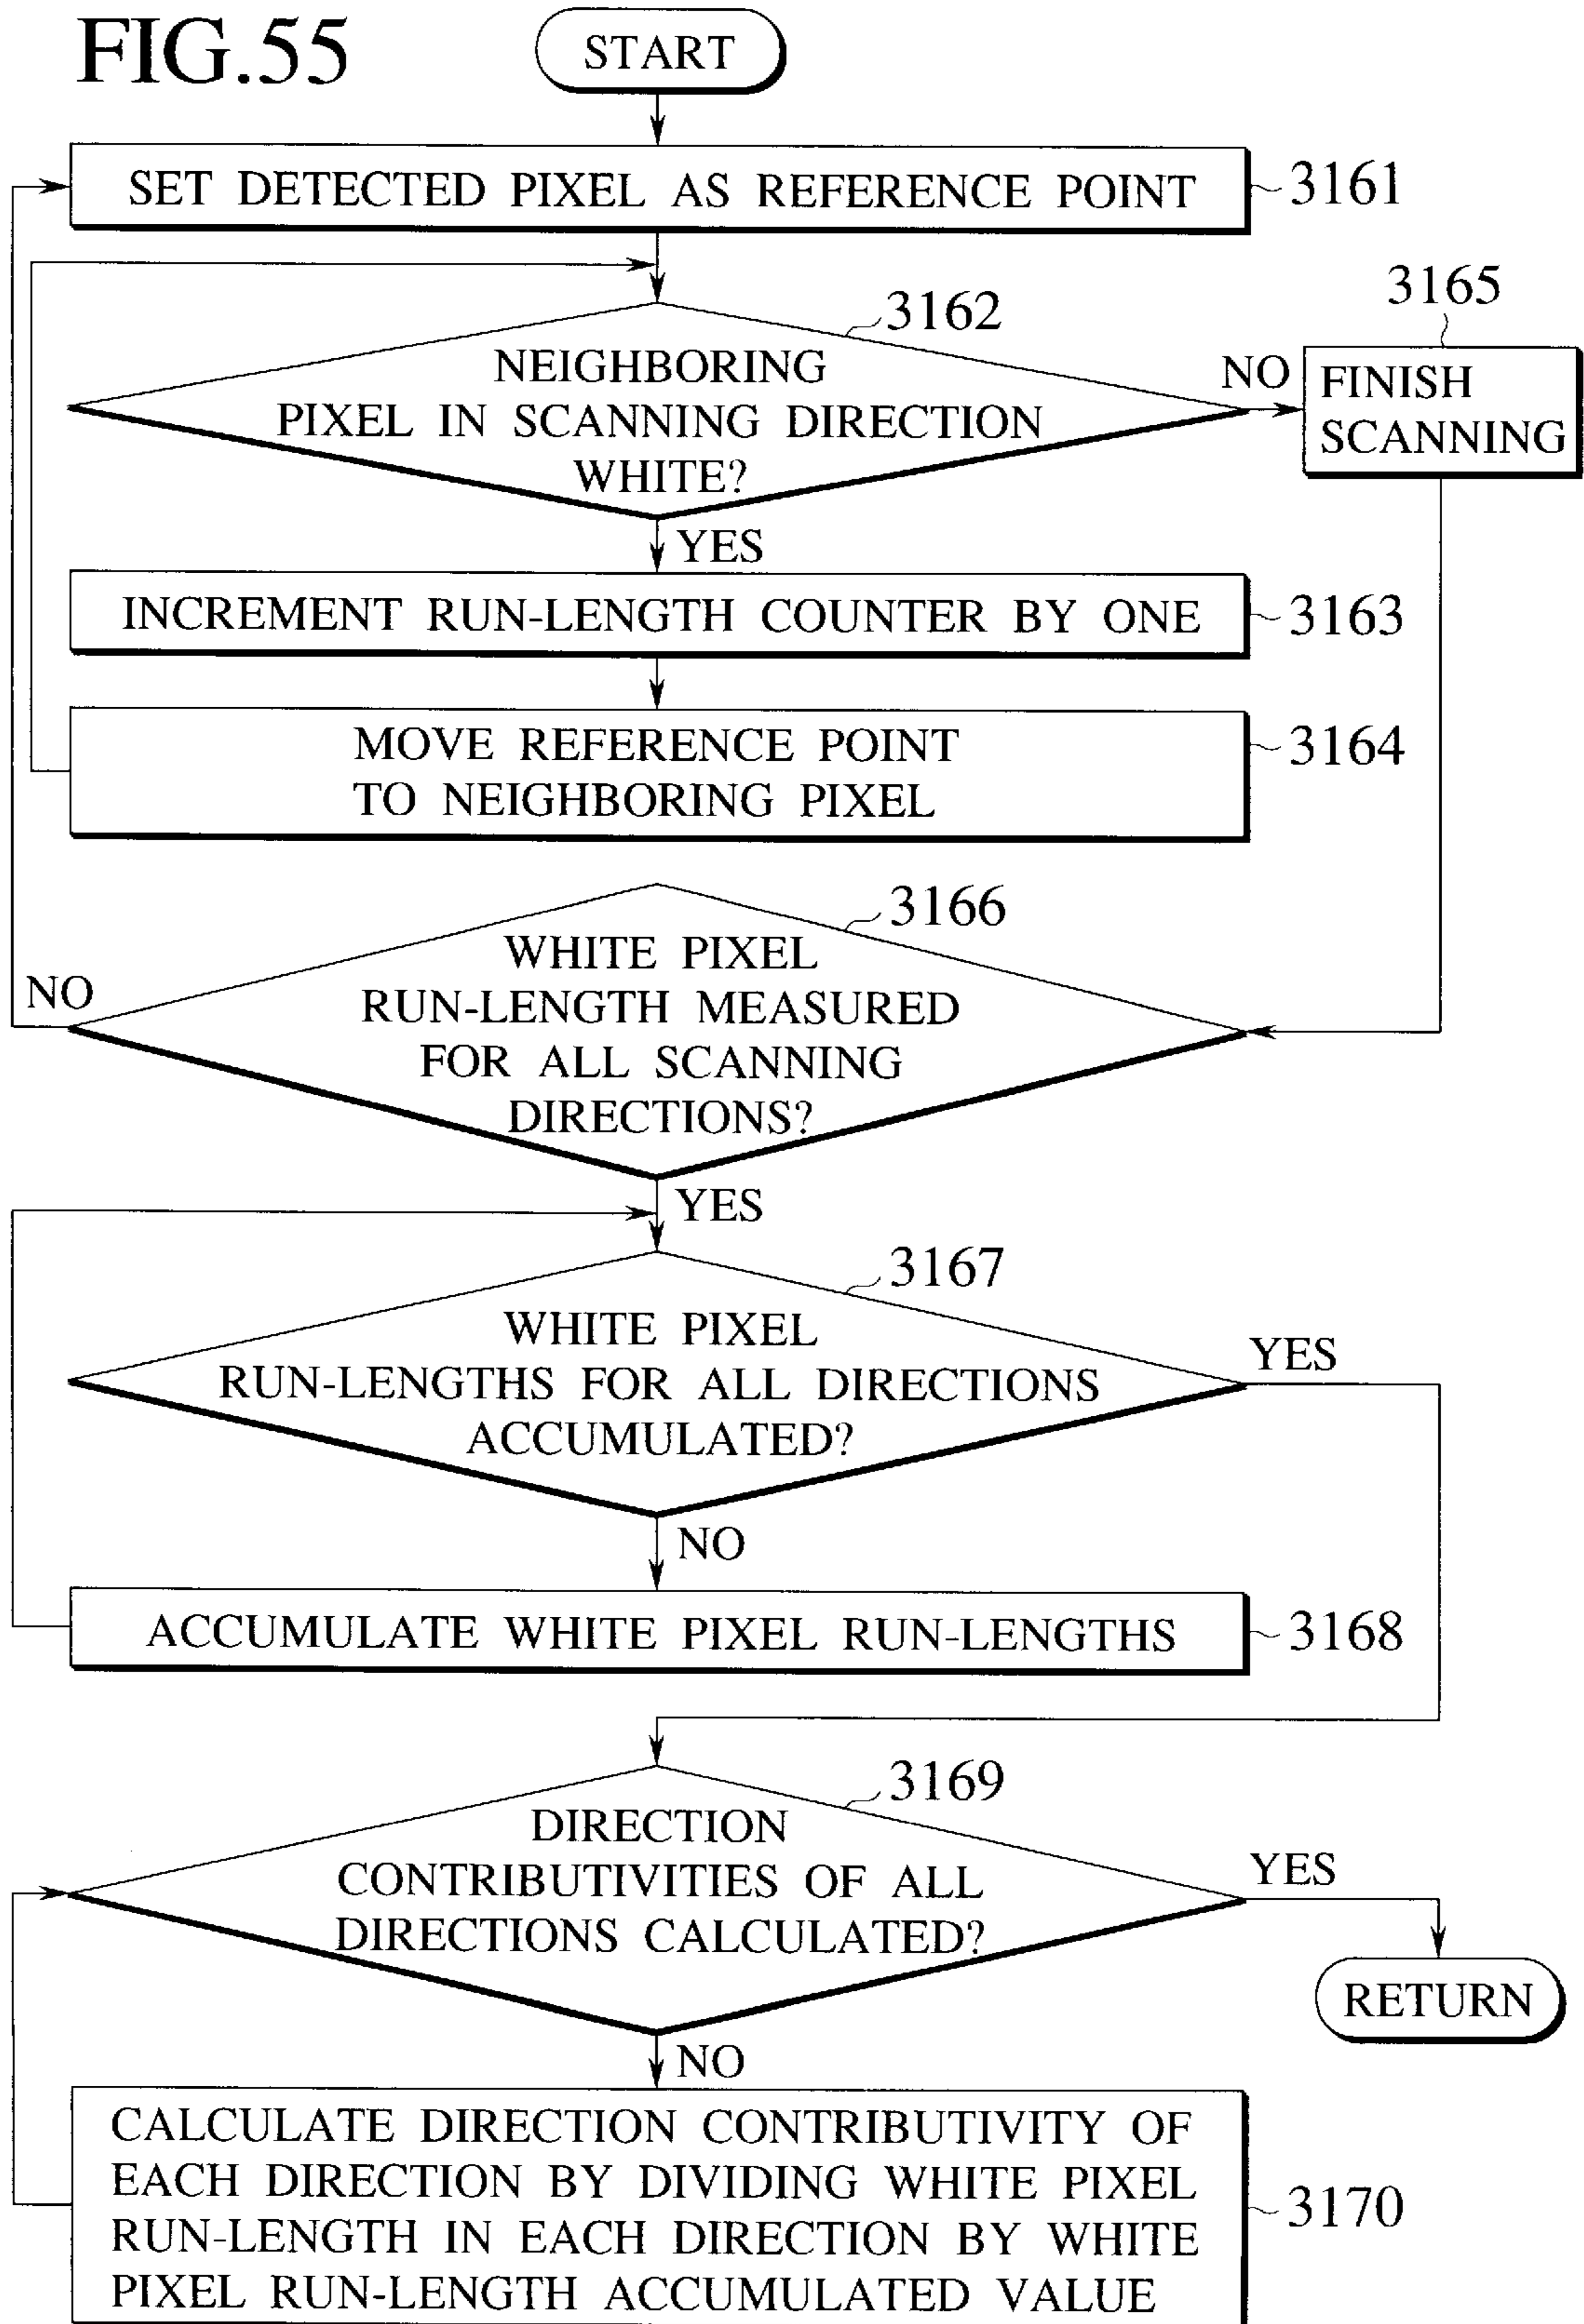 FIG.55
START
SET DETECTED PIXEL AS REFERENCE POINT
3161
3162
NEIGHBORING
PIXEL IN SCANNING DIRECTION
WHITE?
NO
3165
FINISH
SCANNING
YES
INCREMENT RUN-LENGTH COUNTER BY ONE
3163
MOVE REFERENCE POINT
TO NEIGHBORING PIXEL
3164
3166
WHITE PIXEL
RUN-LENGTH MEASURED
FOR ALL SCANNING
DIRECTIONS?
NO
YES
3167
WHITE PIXEL
RUN-LENGTHS FOR ALL DIRECTIONS
ACCUMULATED?
YES
NO
ACCUMULATE WHITE PIXEL RUN-LENGTHS
3168
3169
DIRECTION
CONTRIBUTIVITIES OF ALL
DIRECTIONS CALCULATED?
YES
RETURN
NO
CALCULATE DIRECTION CONTRIBUTIVITY OF
EACH DIRECTION BY DIVIDING WHITE PIXEL
RUN-LENGTH IN EACH DIRECTION BY WHITE
PIXEL RUN-LENGTH ACCUMULATED VALUE
3170